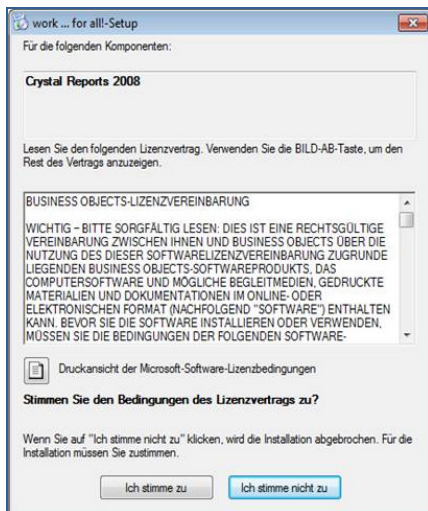 work ... for all!-Setup
Für die folgenden Komponenten:
Crystal Reports 2008
Lesen Sie den folgenden Lizenzvertrag. Verwenden Sie die BILD-AB-Taste, um den
Rest des Vertrags anzuzeigen.
BUSINESS OBJECTS-LIZENZVEREINBARUNG
WICHTIG – BITTE SORGFÄLTIG LESEN: DIES IST EINE RECHTSGÜLTIGE
VEREINBARUNG ZWISCHEN IHNEN UND BUSINESS OBJECTS ÜBER DIE
NUTZUNG DES DIESER SOFTWARELIZENZVEREINBARUNG ZUGRUNDE
LIEGENDEN BUSINESS OBJECTS-SOFTWAREPRODUKTS, DAS
COMPUTERSOFTWARE UND MÖGLICHE BEGLEITMEDIEN, GEDRUCKTE
MATERIALIEN UND DOKUMENTATIONEN IM ONLINE- ODER
ELEKTRONISCHEN FORMAT (NACHFOLGEND "SOFTWARE") ENTHALTEN
KANN. BEVOR SIE DIE SOFTWARE INSTALLIEREN ODER VERWENDEN,
MÜSSEN SIE DIE BEDINGUNGEN DER FOLGENDEN SOFTWARE-
Druckansicht der Microsoft-Software-Lizenzbedingungen
Stimmen Sie den Bedingungen des Lizenzvertrags zu?
Wenn Sie auf "Ich stimme nicht zu" klicken, wird die Installation abgebrochen. Für die
Installation müssen Sie zustimmen.
Ich stimme zu
Ich stimme nicht zu